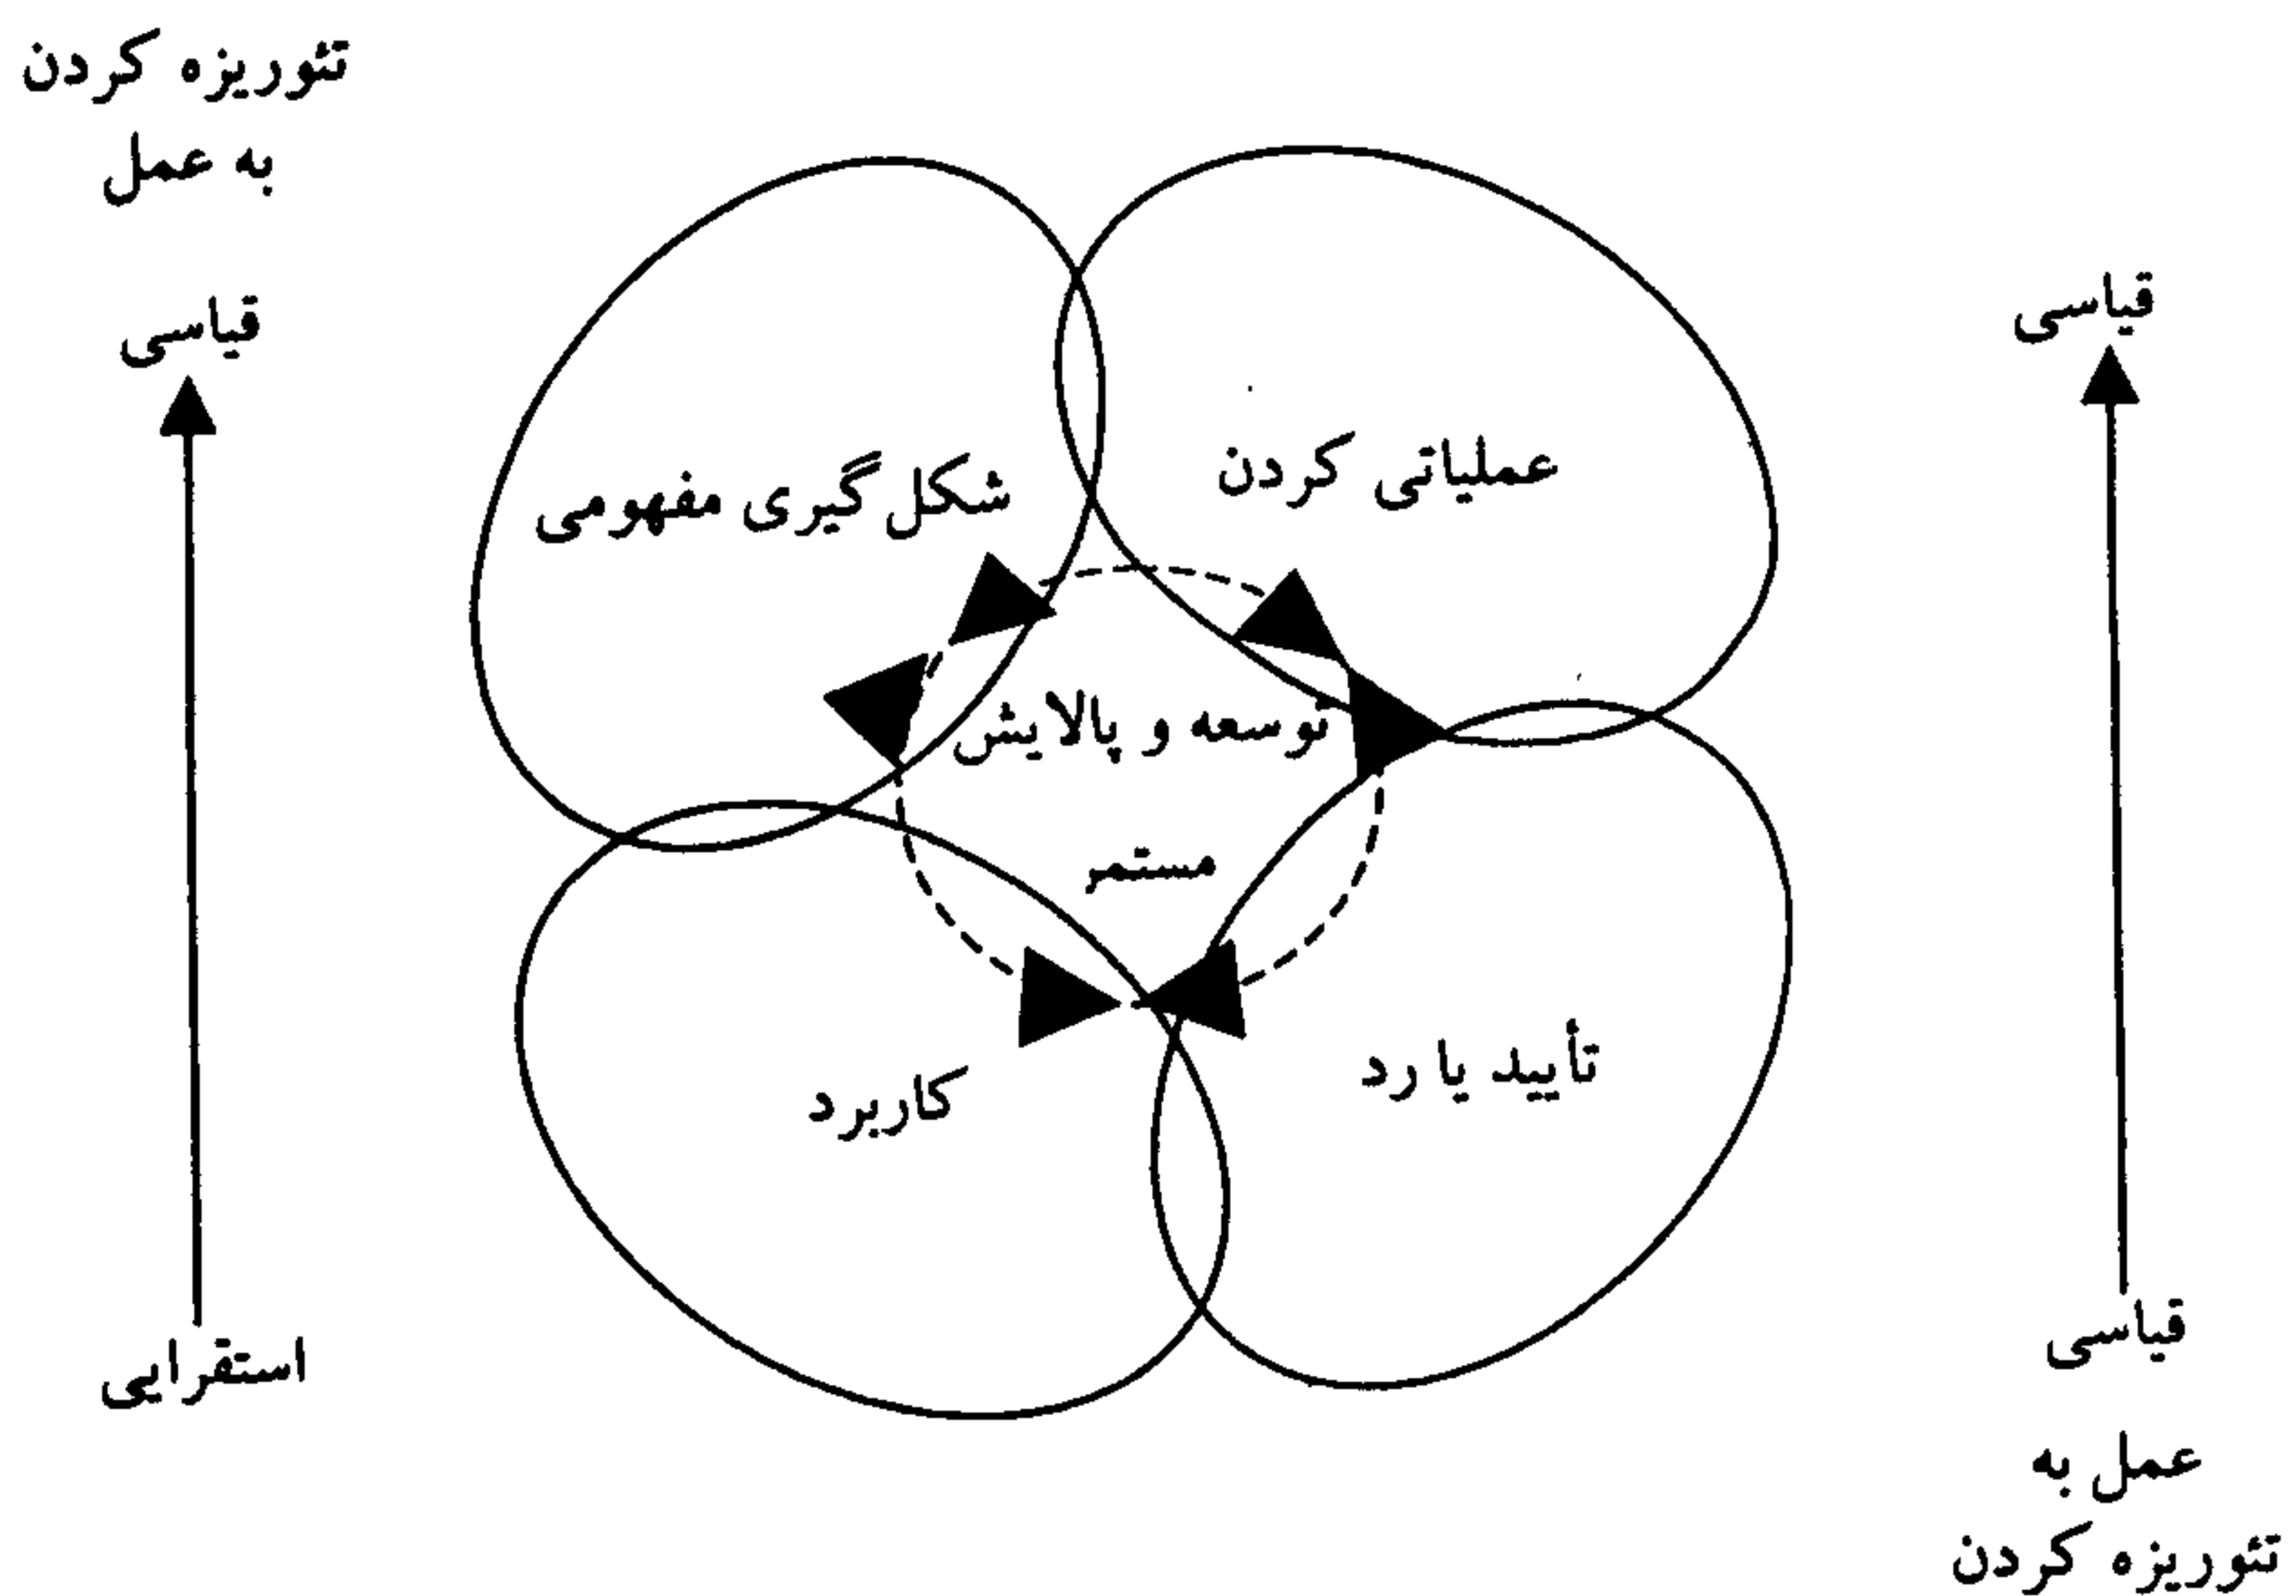 تئوریزه کردن
به عمل
قیاسی
قیاسی
عملیاتی کردن
شکل گیری مفهومی
توسعه و پالایش
مستمر
تأیید یا رد
کاربرد
قیاسی
استقرایی
عمل به
تئوریزه کردن